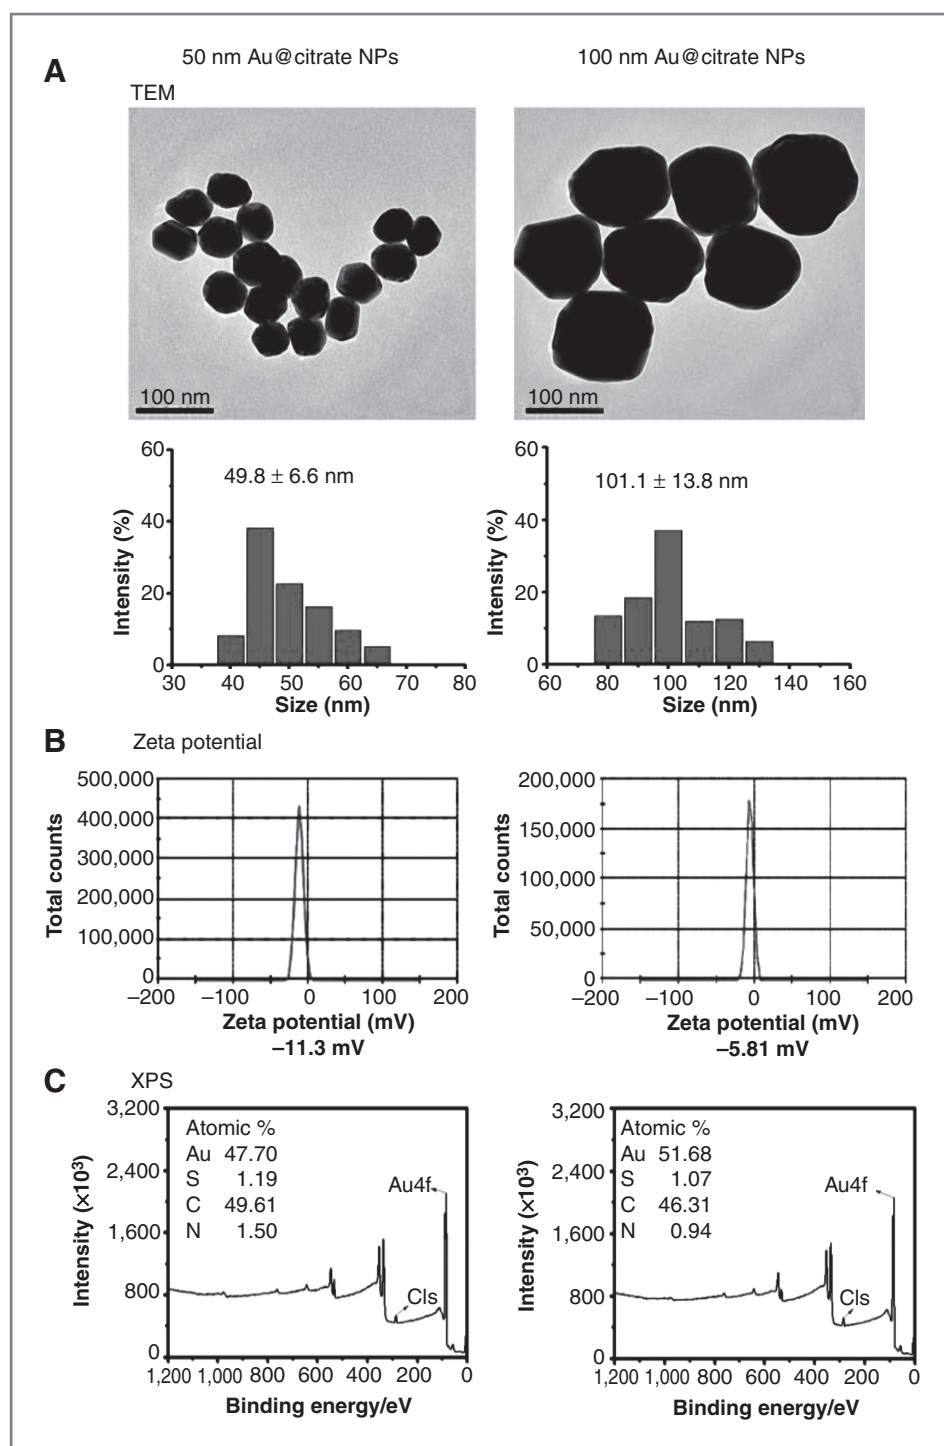 50 nm Au@citrate NPs 100 nm Au@citrate NPs
A
TEM
100 nm 100 nm
60 60
49.8 ± 6.6 nm 101.1 ± 13.8 nm
40 40
Intensity (%) Intensity (%)
20 20
0 0
30 40 50 60 70 80 60 80 100 120 140 160
Size (nm) Size (nm)
B Zeta potential
500,000 200,000
400,000
150,000
300,000
Total counts Total counts
100,000
200,000
50,000
100,000
0 0
–200 –100 0 100 200 –200 –100 0 100 200
Zeta potential (mV) Zeta potential (mV)
–11.3 mV –5.81 mV
C XPS
3,200 3,200
Atomic % Atomic %
Au 47.70 Au 51.68
2,400 2,400
S 1.19 S 1.07
Intensity (×10³) Intensity (×10³)
C 49.61 Au4f C 46.31 Au4f
N 1.50 N 0.94
1,600 1,600
800 CIs 800 CIs
0 0
1,200 1,000 800 600 400 200 0 1,200 1,000 800 600 400 200 0
Binding energy/eV Binding energy/eV